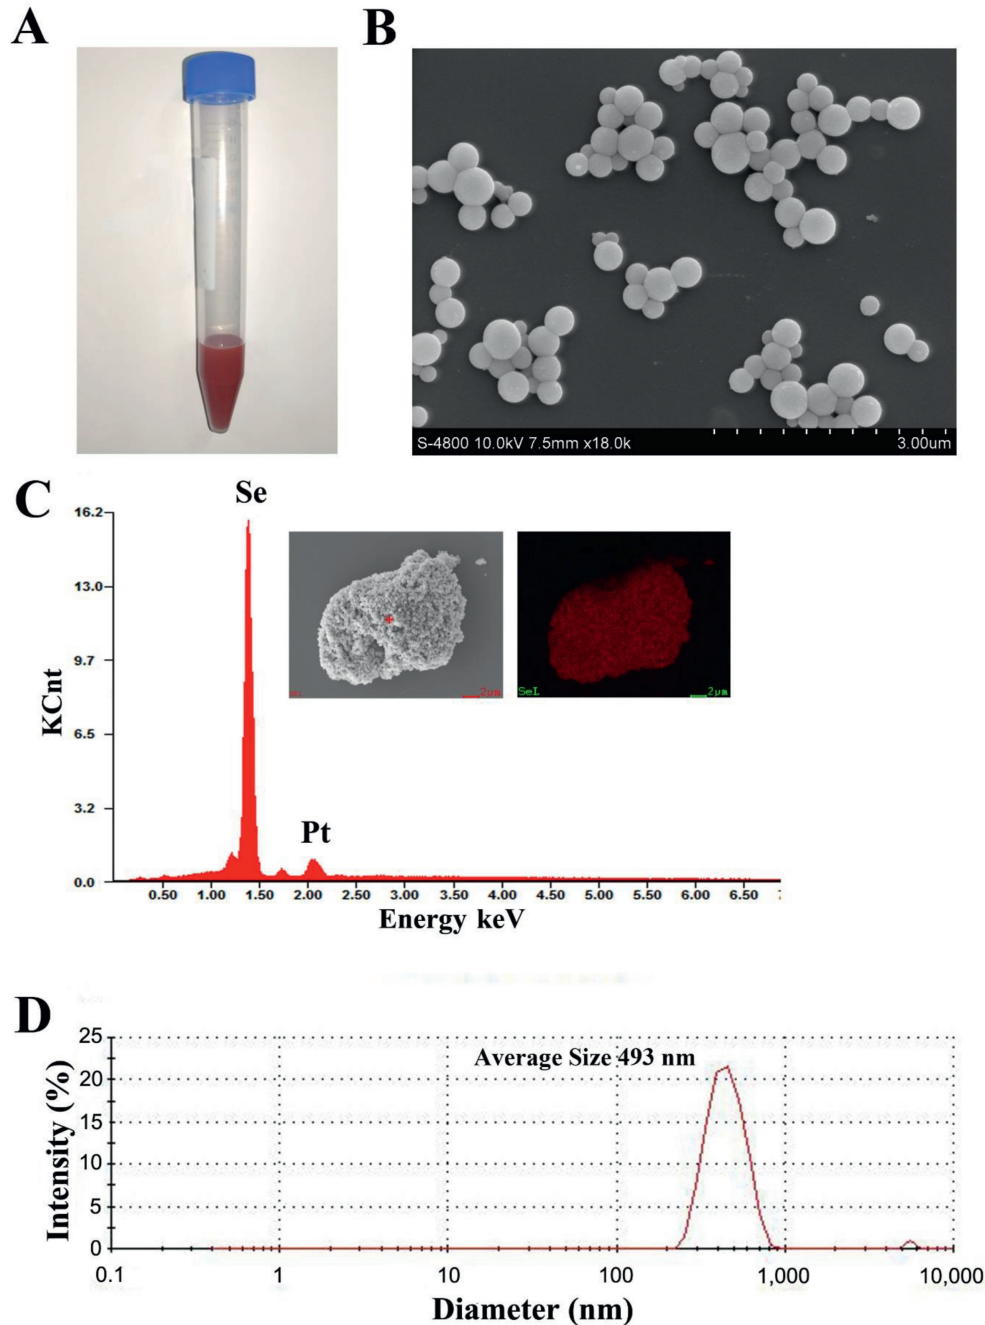 A
B
S-4800 10.0kV 7.5mm x18.0k 3.00um
C
Se
16.2
13.0
9.7
6.5
3.2
0.0
KCnt
2µm
SeL
2µm
Pt
0.50 1.00 1.50 2.00 2.50 3.00 3.50 4.00 4.50 5.00 5.50 6.00 6.50
Energy keV
D
Average Size 493 nm
25
20
15
10
5
0
Intensity (%)
0.1 1 10 100 1,000 10,000
Diameter (nm)